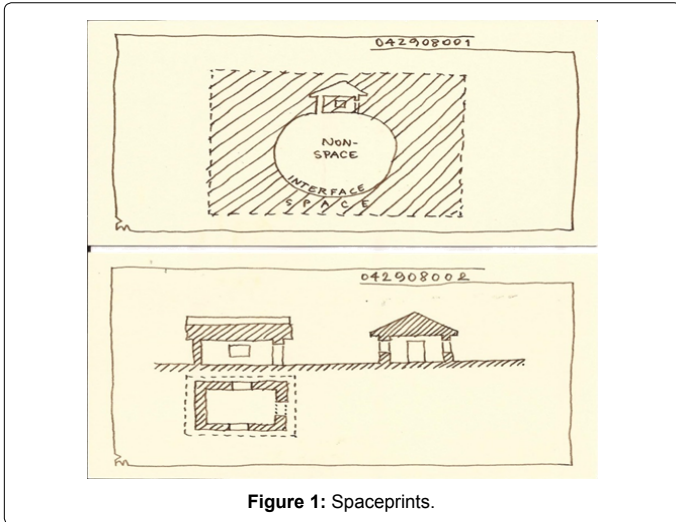 042908001
NON-
SPACE
INTERFACE
SPACE
042908002
Figure 1: Spaceprints.